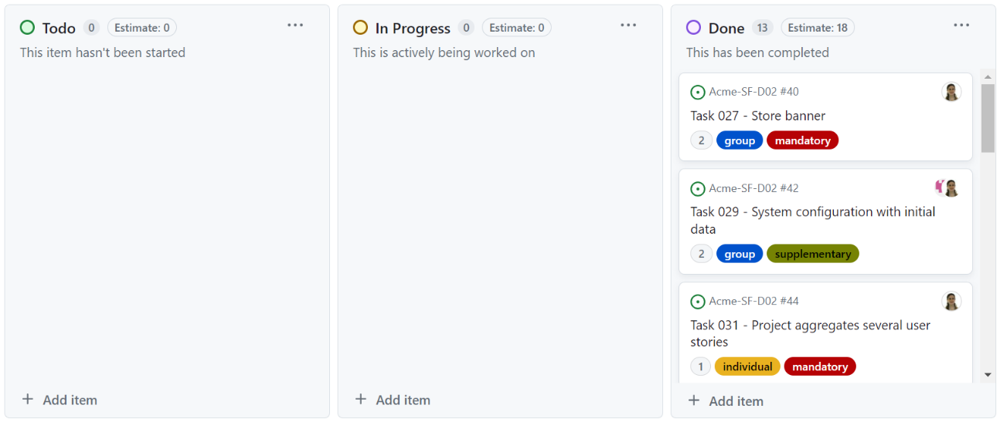 Todo 0 Estimate: 0
This item hasn't been started
Add item
In Progress 0 Estimate: 0
This is actively being worked on
Add item
Done 13 Estimate: 18
This has been completed
Acme-SF-D02 #40
Task 027 - Store banner
2 group mandatory
Acme-SF-D02 #42
Task 029 - System configuration with initial
data
2 group supplementary
Acme-SF-D02 #44
Task 031 - Project aggregates several user
stories
1 individual mandatory
Add item